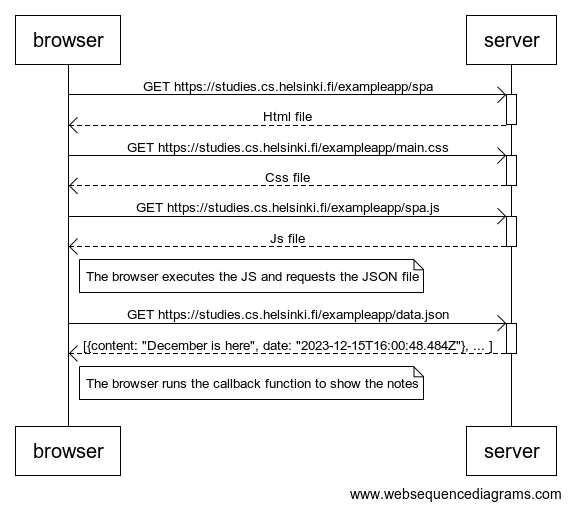 browser
server
GET https://studies.cs.helsinki.fi/exampleapp/spa
Html file
GET https://studies.cs.helsinki.fi/exampleapp/main.css
Css file
GET https://studies.cs.helsinki.fi/exampleapp/spa.js
Js file
The browser executes the JS and requests the JSON file
GET https://studies.cs.helsinki.fi/exampleapp/data.json
[{content: "December is here", date: "2023-12-15T16:00:48.484Z"}, ... ]
The browser runs the callback function to show the notes
browser
server
www.websequencediagrams.com